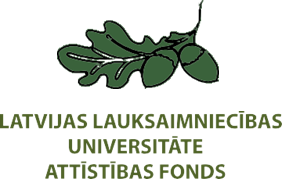 LATVIJAS LAUKSAIMNIECĪBAS
UNIVERSITĀTE
ATTĪSTĪBAS FONDS